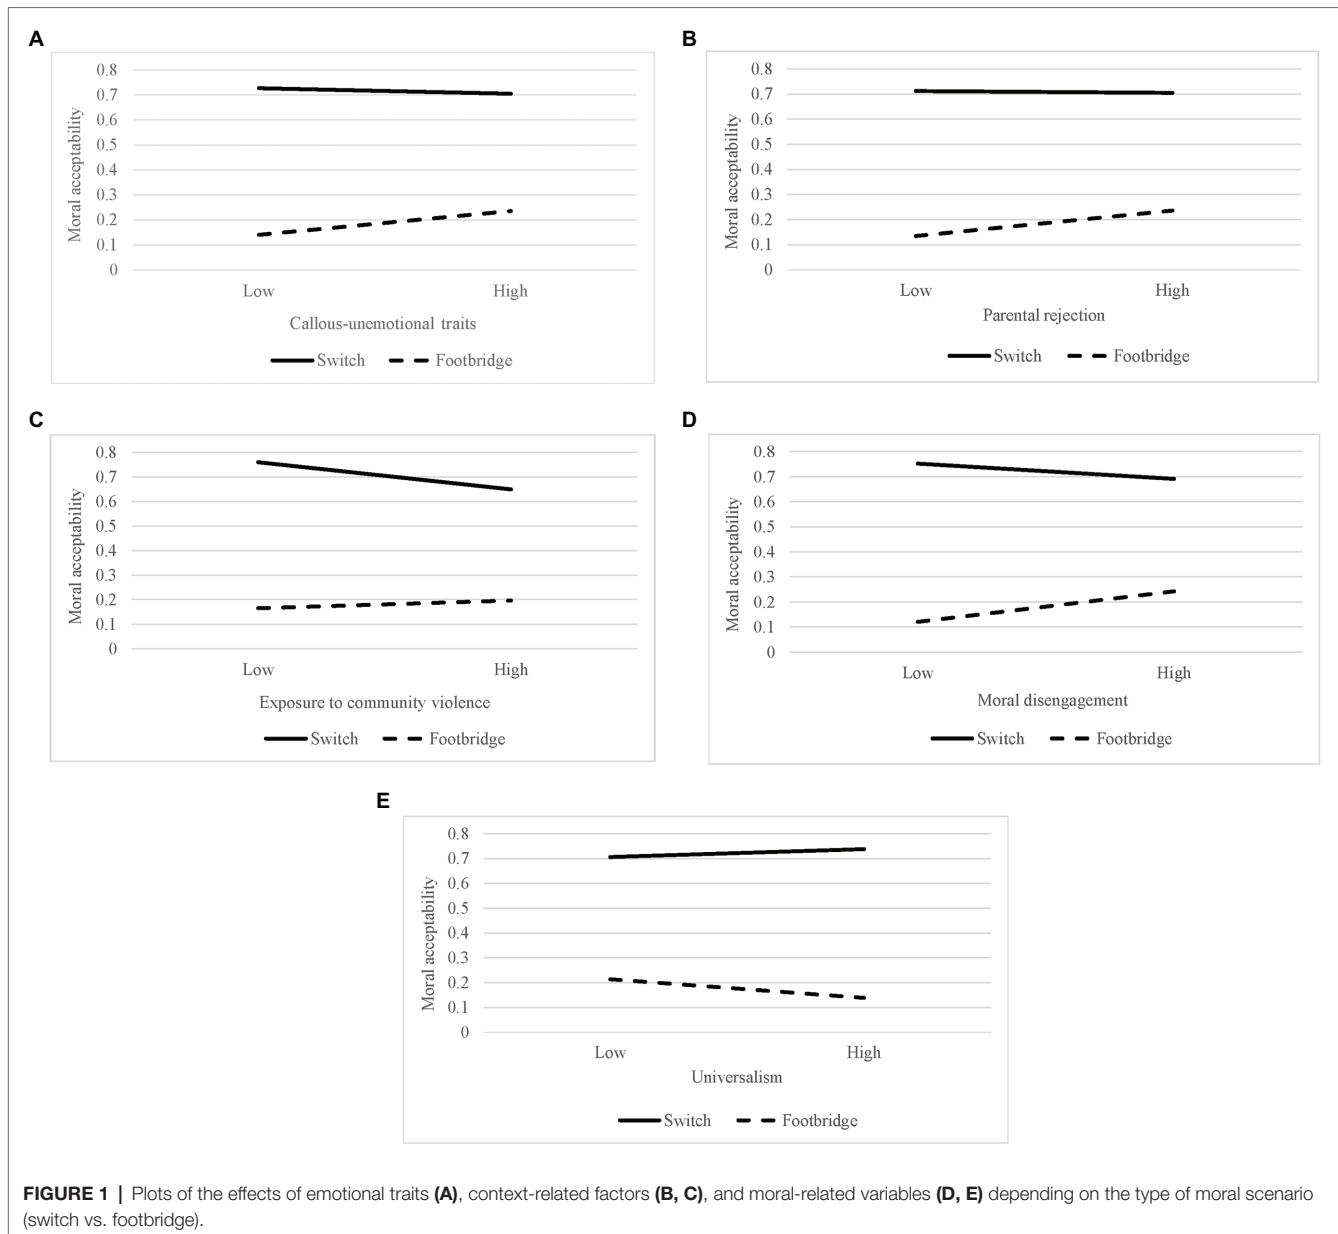 A
0.8
0.7
0.6
0.5
0.4
0.3
0.2
0.1
0
Moral acceptability
Low High
Callous-unemotional traits
Switch Footbridge
B
0.8
0.7
0.6
0.5
0.4
0.3
0.2
0.1
0
Moral acceptability
Low High
Parental rejection
Switch Footbridge
C
0.8
0.7
0.6
0.5
0.4
0.3
0.2
0.1
0
Moral acceptability
Low High
Exposure to community violence
Switch Footbridge
D
0.8
0.7
0.6
0.5
0.4
0.3
0.2
0.1
0
Moral acceptability
Low High
Moral disengagement
Switch Footbridge
E
0.8
0.7
0.6
0.5
0.4
0.3
0.2
0.1
0
Moral acceptability
Low High
Universalism
Switch Footbridge
FIGURE 1 | Plots of the effects of emotional traits (A), context-related factors (B, C), and moral-related variables (D, E) depending on the type of moral scenario
(switch vs. footbridge).